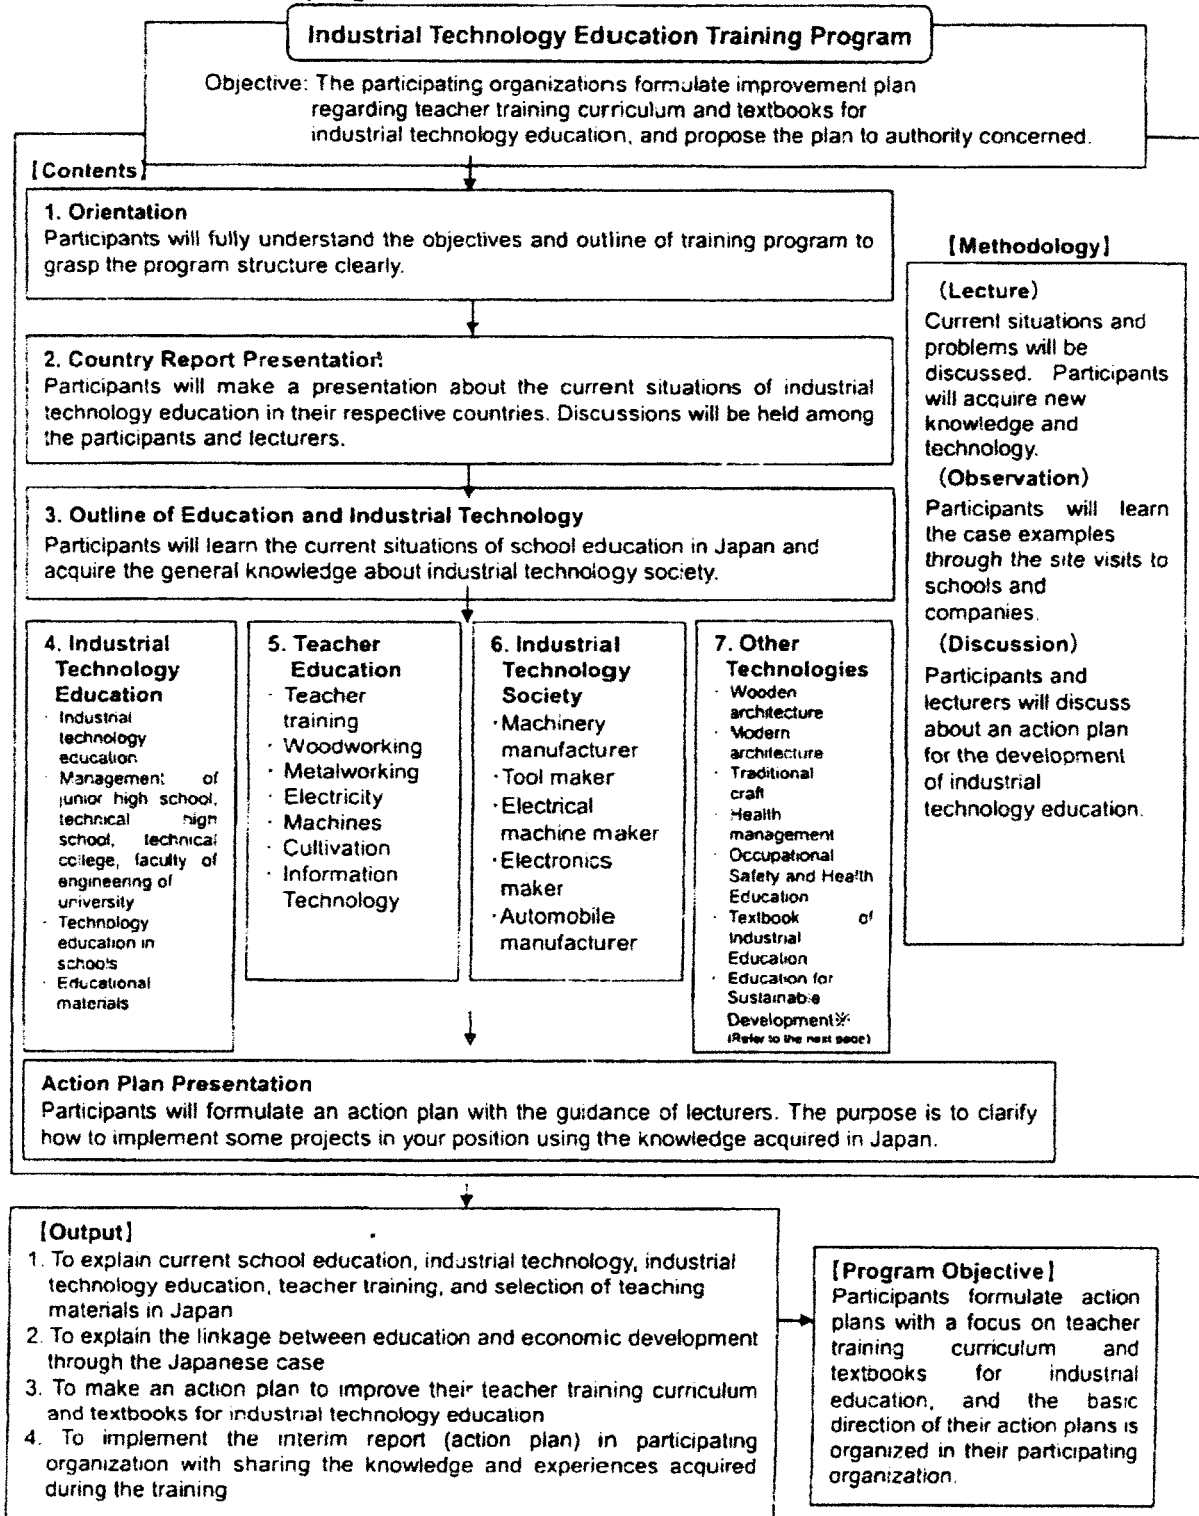 Industrial Technology Education Training Program
Objective: The participating organizations formulate improvement plan
regarding teacher training curriculum and textbooks for
industrial technology education, and propose the plan to authority concerned.
[Contents]
1. Orientation
Participants will fully understand the objectives and outline of training program to
grasp the program structure clearly.
2. Country Report Presentation
Participants will make a presentation about the current situations of industrial
technology education in their respective countries. Discussions will be held among
the participants and lecturers.
3. Outline of Education and Industrial Technology
Participants will learn the current situations of school education in Japan and
acquire the general knowledge about industrial technology society.
4. Industrial
Technology
Education
· Industrial
technology
education
· Management of
junior high school,
technical high
school, technical
college, faculty of
engineering of
university
· Technology
education in
schools
· Educational
materials
5. Teacher
Education
· Teacher
training
· Woodworking
· Metalworking
· Electricity
· Machines
· Cultivation
· Information
Technology
6. Industrial
Technology
Society
·Machinery
manufacturer
·Tool maker
·Electrical
machine maker
·Electronics
maker
·Automobile
manufacturer
7. Other
Technologies
· Wooden
architecture
· Modern
architecture
· Traditional
craft
· Health
management
· Occupational
Safety and Health
Education
· Textbook of
Industrial
Education
· Education for
Sustainable
Development※
(Refer to the next page)
[Methodology]
(Lecture)
Current situations and
problems will be
discussed. Participants
will acquire new
knowledge and
technology.
(Observation)
Participants will learn
the case examples
through the site visits to
schools and
companies.
(Discussion)
Participants and
lecturers will discuss
about an action plan
for the development
of industrial
technology education.
Action Plan Presentation
Participants will formulate an action plan with the guidance of lecturers. The purpose is to clarify
how to implement some projects in your position using the knowledge acquired in Japan.
[Output]
1. To explain current school education, industrial technology, industrial
technology education, teacher training, and selection of teaching
materials in Japan
2. To explain the linkage between education and economic development
through the Japanese case
3. To make an action plan to improve their teacher training curriculum
and textbooks for industrial technology education
4. To implement the interim report (action plan) in participating
organization with sharing the knowledge and experiences acquired
during the training
[Program Objective]
Participants formulate action
plans with a focus on teacher
training curriculum and
textbooks for industrial
education, and the basic
direction of their action plans is
organized in their participating
organization.